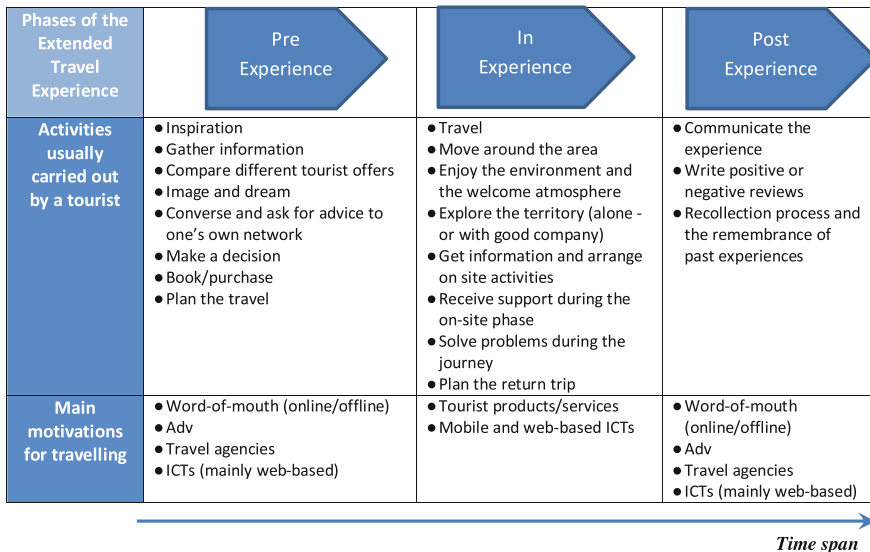 Phases of the
Extended
Travel
Experience
Pre
Experience
In
Experience
Post
Experience
Activities
usually
carried out
by a tourist
● Inspiration
● Gather information
● Compare different tourist offers
● Image and dream
● Converse and ask for advice to
one's own network
● Make a decision
● Book/purchase
● Plan the travel
● Travel
● Move around the area
● Enjoy the environment and
the welcome atmosphere
● Explore the territory (alone -
or with good company)
● Get information and arrange
on site activities
● Receive support during the
on-site phase
● Solve problems during the
journey
● Plan the return trip
● Communicate the
experience
● Write positive or
negative reviews
● Recollection process and
the remembrance of
past experiences
Main
motivations
for travelling
● Word-of-mouth (online/offline)
● Adv
● Travel agencies
● ICTs (mainly web-based)
● Tourist products/services
● Mobile and web-based ICTs
● Word-of-mouth
(online/offline)
● Adv
● Travel agencies
● ICTs (mainly web-based)
Time span